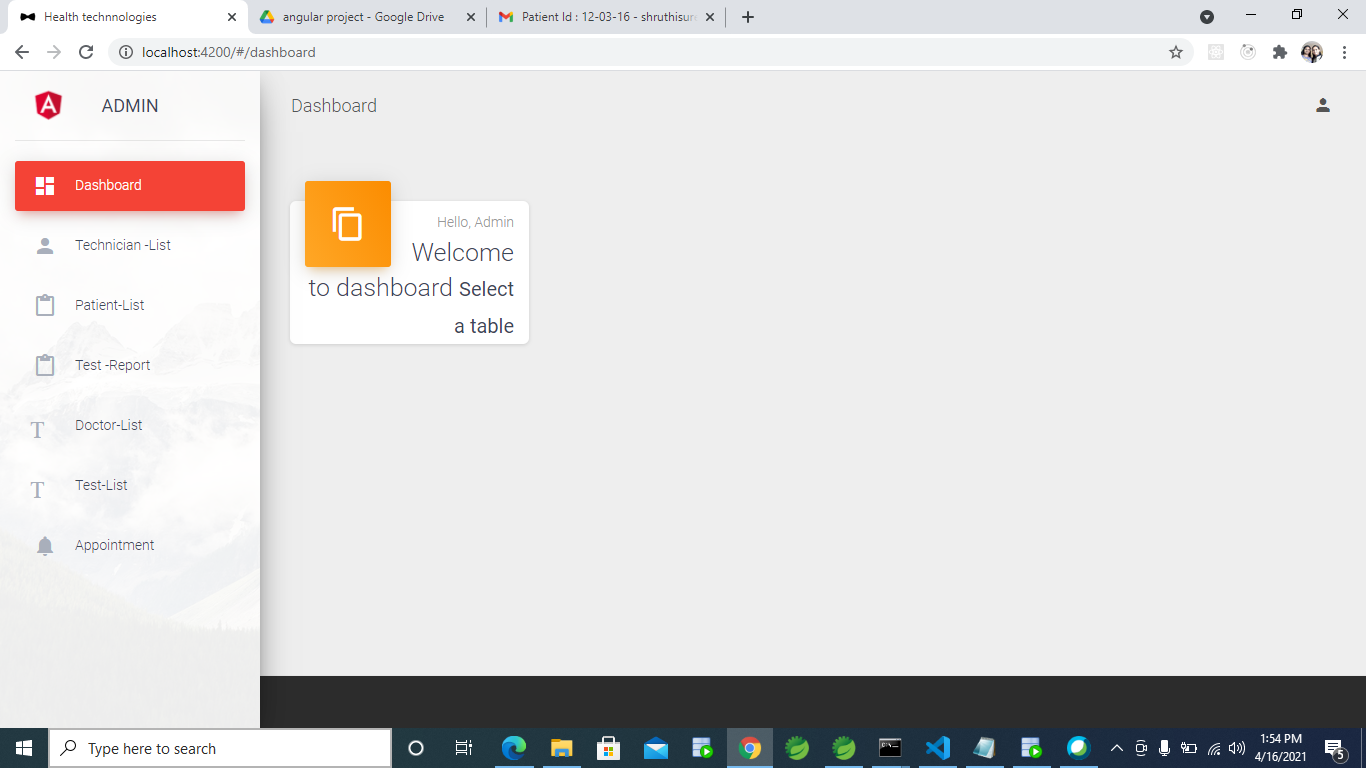 Health technnologies
angular project - Google Drive
Patient Id : 12-03-16 - shruthisur
localhost:4200/#/dashboard
A
ADMIN
Dashboard
Dashboard
Technician -List
Patient-List
Test -Report
T Doctor-List
T Test-List
Appointment
Hello, Admin
Welcome
to dashboard Select
a table
Type here to search
1:54 PM
4/16/2021
5